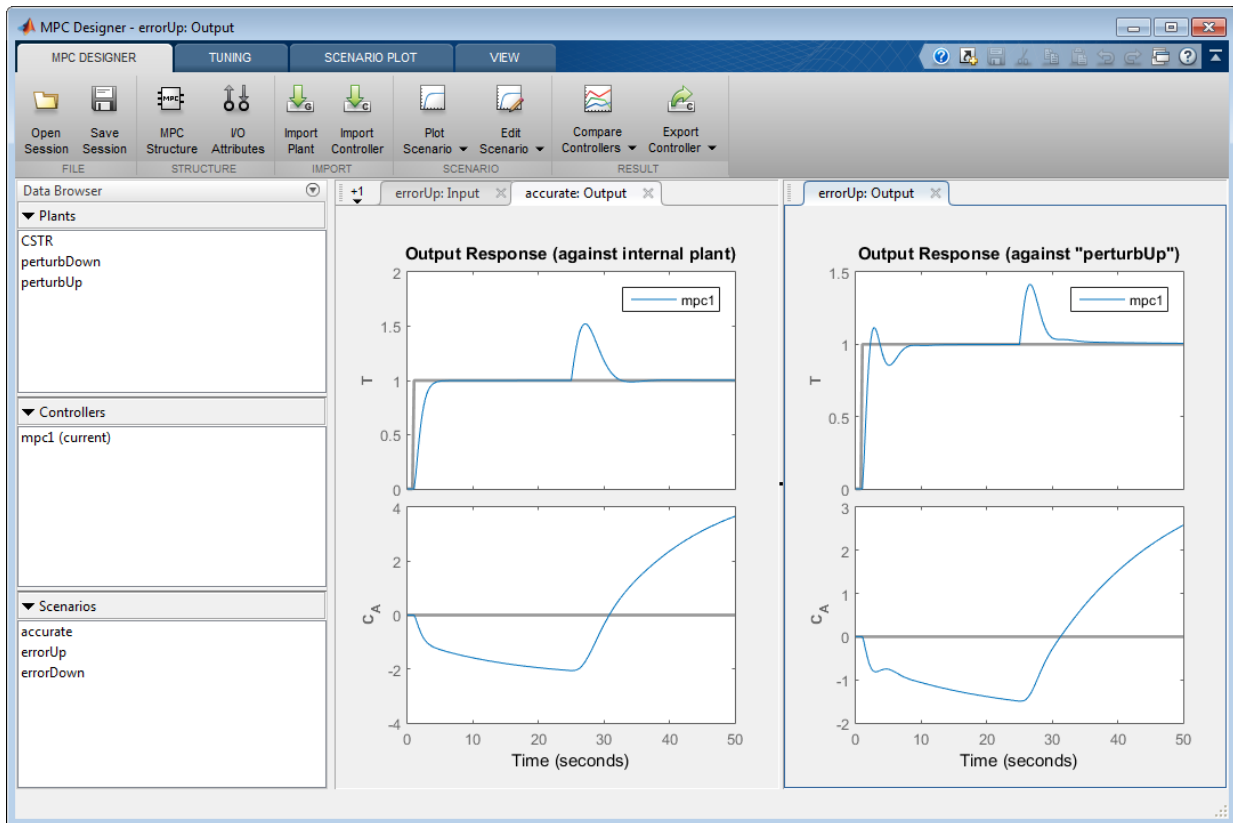 MPC Designer - errorUp: Output
MPC DESIGNER TUNING SCENARIO PLOT VIEW
Open Session
Save Session
MPC Structure
I/O Attributes
Import Plant
Import Controller
Plot Scenario
Edit Scenario
Compare Controllers
Export Controller
FILE STRUCTURE IMPORT SCENARIO RESULT
Data Browser
Plants
CSTR
perturbDown
perturbUp
Controllers
mpc1 (current)
Scenarios
accurate
errorUp
errorDown
+1 errorUp: Input accurate: Output
Output Response (against internal plant)
mpc1
2
1.5
1
0.5
0
T
4
2
0
-2
-4
C_A
0 10 20 30 40 50
Time (seconds)
errorUp: Output
Output Response (against "perturbUp")
mpc1
1.5
1
0.5
0
T
3
2
1
0
-1
-2
C_A
0 10 20 30 40 50
Time (seconds)